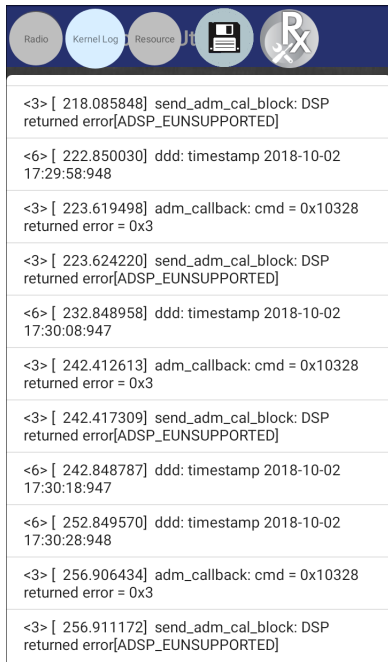 Radio
Kernel Log
Resource
Ut
Rx
<3> [ 218.085848] send_adm_cal_block: DSP
returned error[ADSP_EUNSUPPORTED]
<6> [ 222.850030] ddd: timestamp 2018-10-02
17:29:58:948
<3> [ 223.619498] adm_callback: cmd = 0x10328
returned error = 0x3
<3> [ 223.624220] send_adm_cal_block: DSP
returned error[ADSP_EUNSUPPORTED]
<6> [ 232.848958] ddd: timestamp 2018-10-02
17:30:08:947
<3> [ 242.412613] adm_callback: cmd = 0x10328
returned error = 0x3
<3> [ 242.417309] send_adm_cal_block: DSP
returned error[ADSP_EUNSUPPORTED]
<6> [ 242.848787] ddd: timestamp 2018-10-02
17:30:18:947
<6> [ 252.849570] ddd: timestamp 2018-10-02
17:30:28:948
<3> [ 256.906434] adm_callback: cmd = 0x10328
returned error = 0x3
<3> [ 256.911172] send_adm_cal_block: DSP
returned error[ADSP_EUNSUPPORTED]